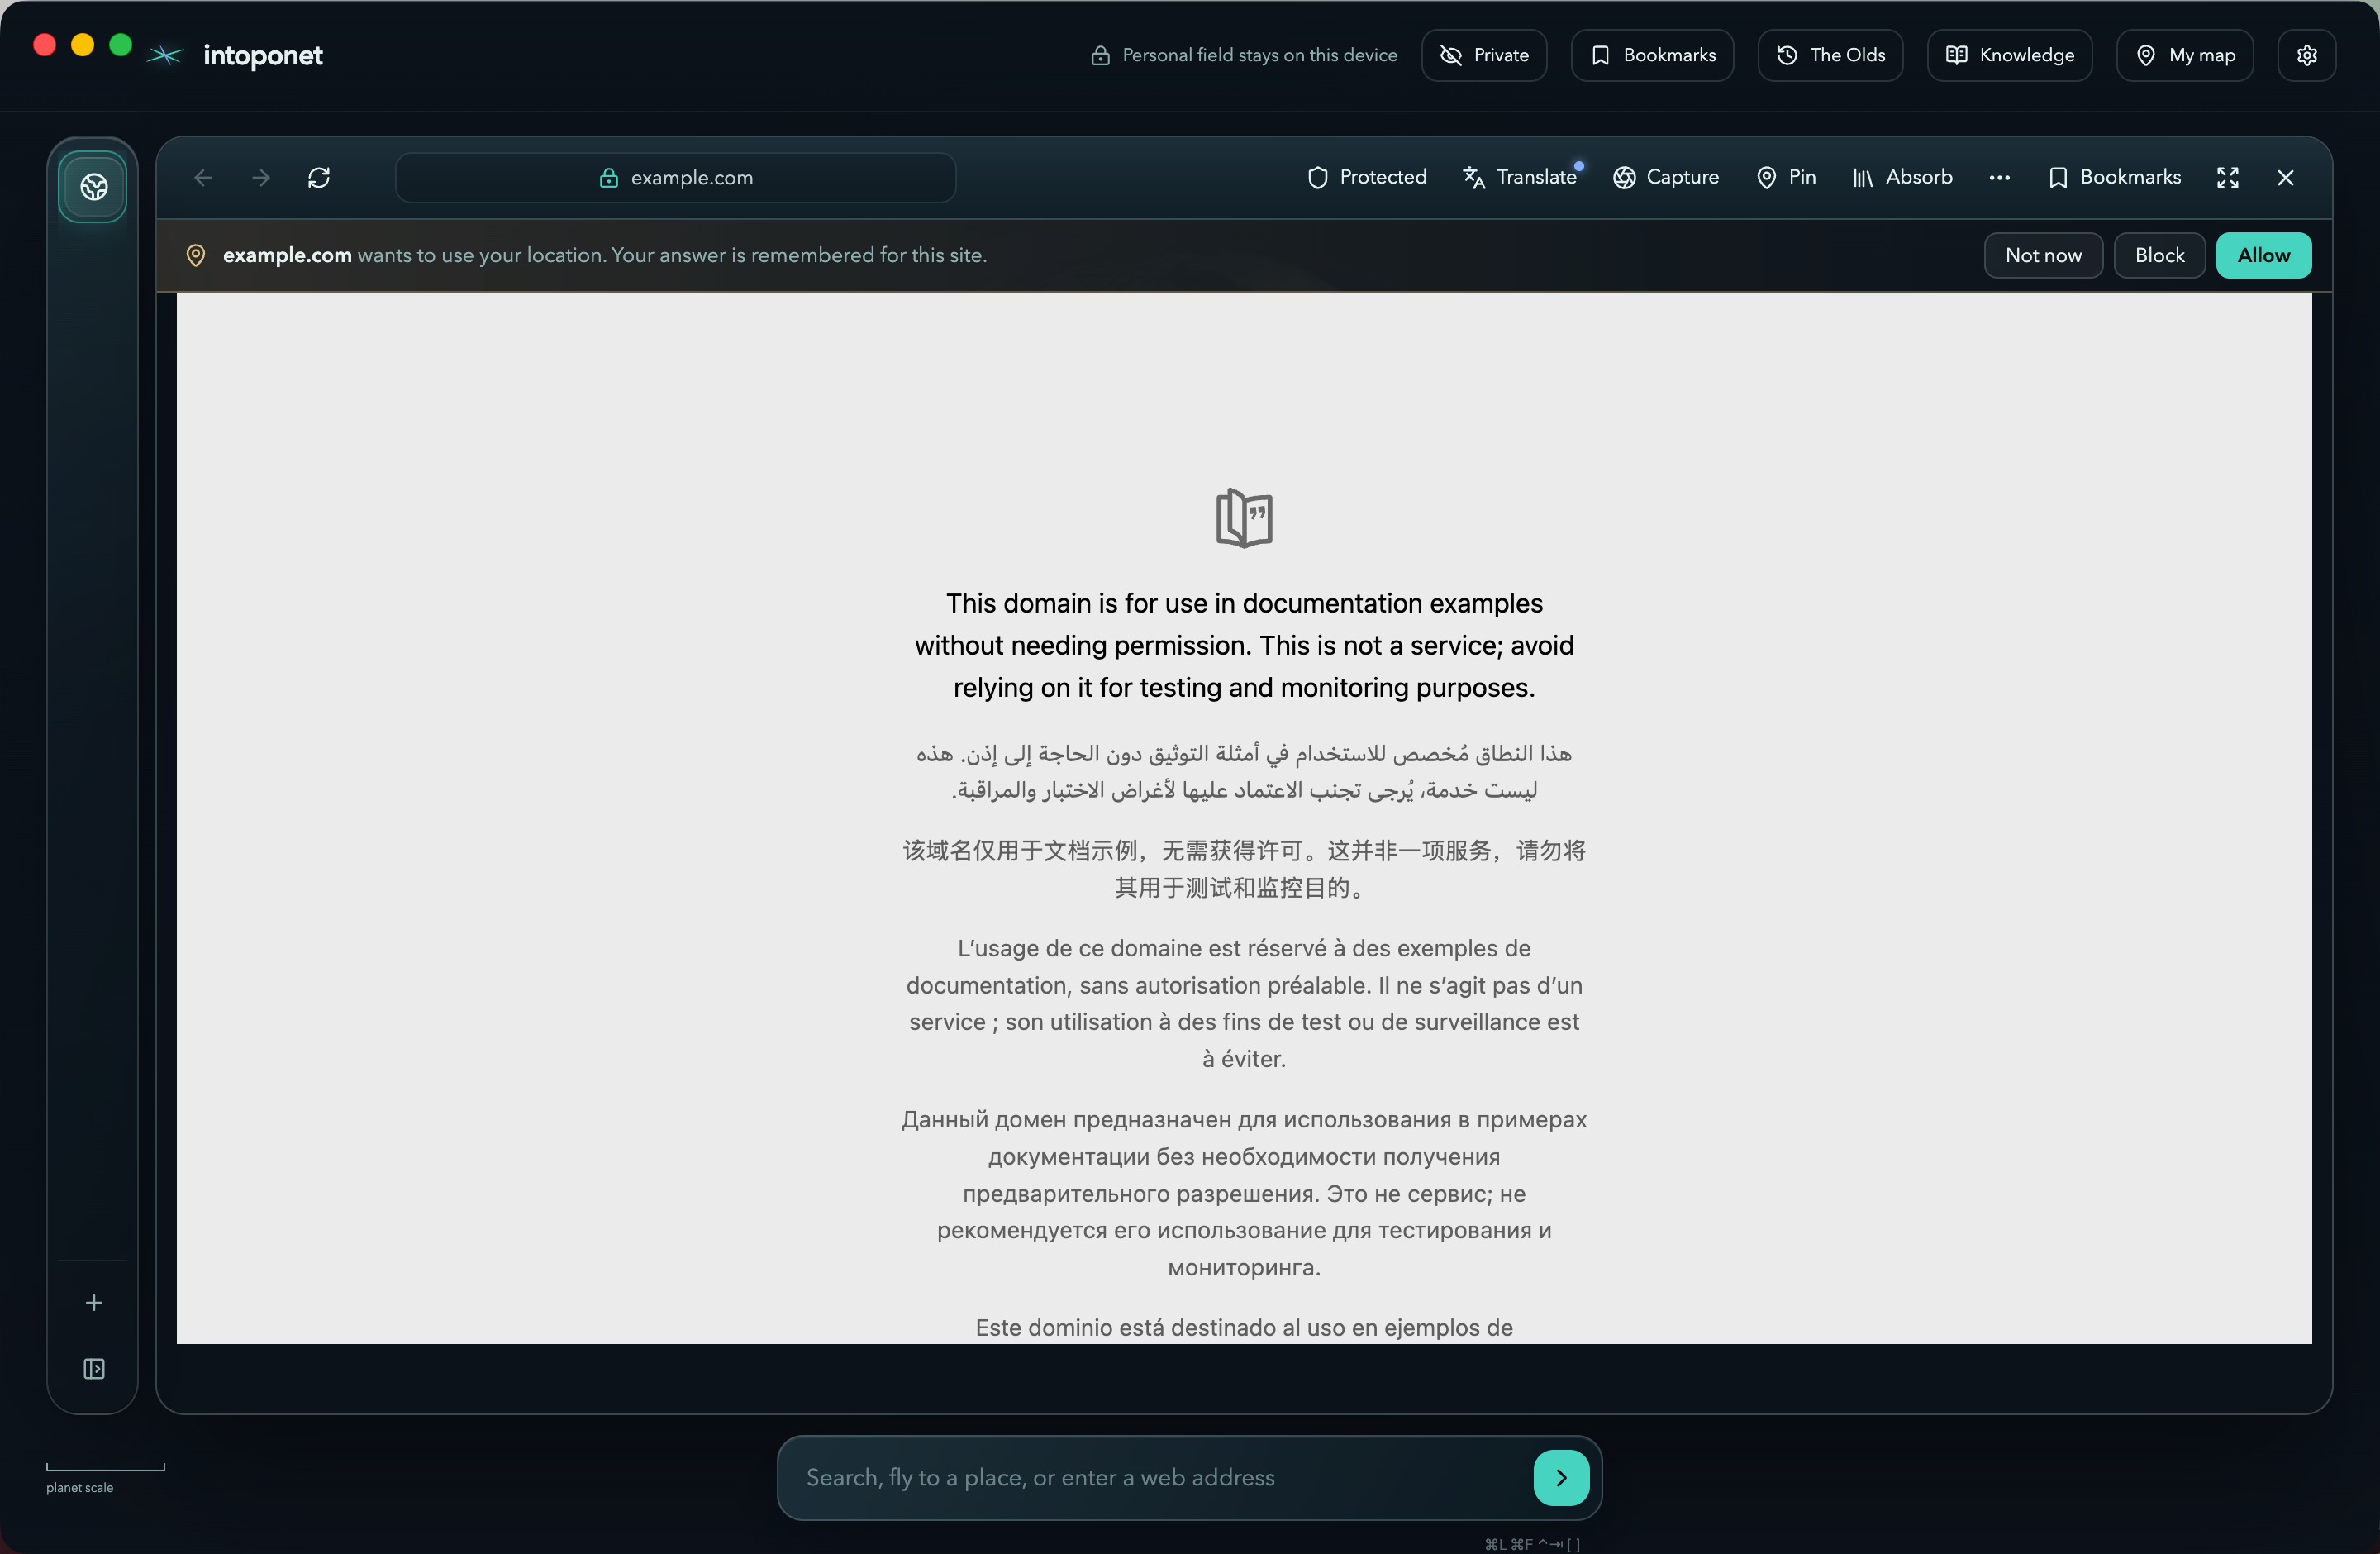 intoponet
Personal field stays on this device
Private
Bookmarks
The Olds
Knowledge
My map
example.com
Protected
Translate
Capture
Pin
Absorb
Bookmarks
example.com wants to use your location. Your answer is remembered for this site.
Not now
Block
Allow
This domain is for use in documentation examples
without needing permission. This is not a service; avoid
relying on it for testing and monitoring purposes.
هذا النطاق مُخصص للاستخدام في أمثلة التوثيق دون الحاجة إلى إذن. هذه
ليست خدمة، يُرجى تجنب الاعتماد عليها لأغراض الاختبار والمراقبة.
该域名仅用于文档示例，无需获得许可。这并非一项服务，请勿将
其用于测试和监控目的。
L’usage de ce domaine est réservé à des exemples de
documentation, sans autorisation préalable. Il ne s’agit pas d’un
service ; son utilisation à des fins de test ou de surveillance est
à éviter.
Данный домен предназначен для использования в примерах
документации без необходимости получения
предварительного разрешения. Это не сервис; не
рекомендуется его использование для тестирования и
мониторинга.
Este dominio está destinado al uso en ejemplos de
planet scale
Search, fly to a place, or enter a web address
⌘L ⌘F ⌃⇥ [ ]